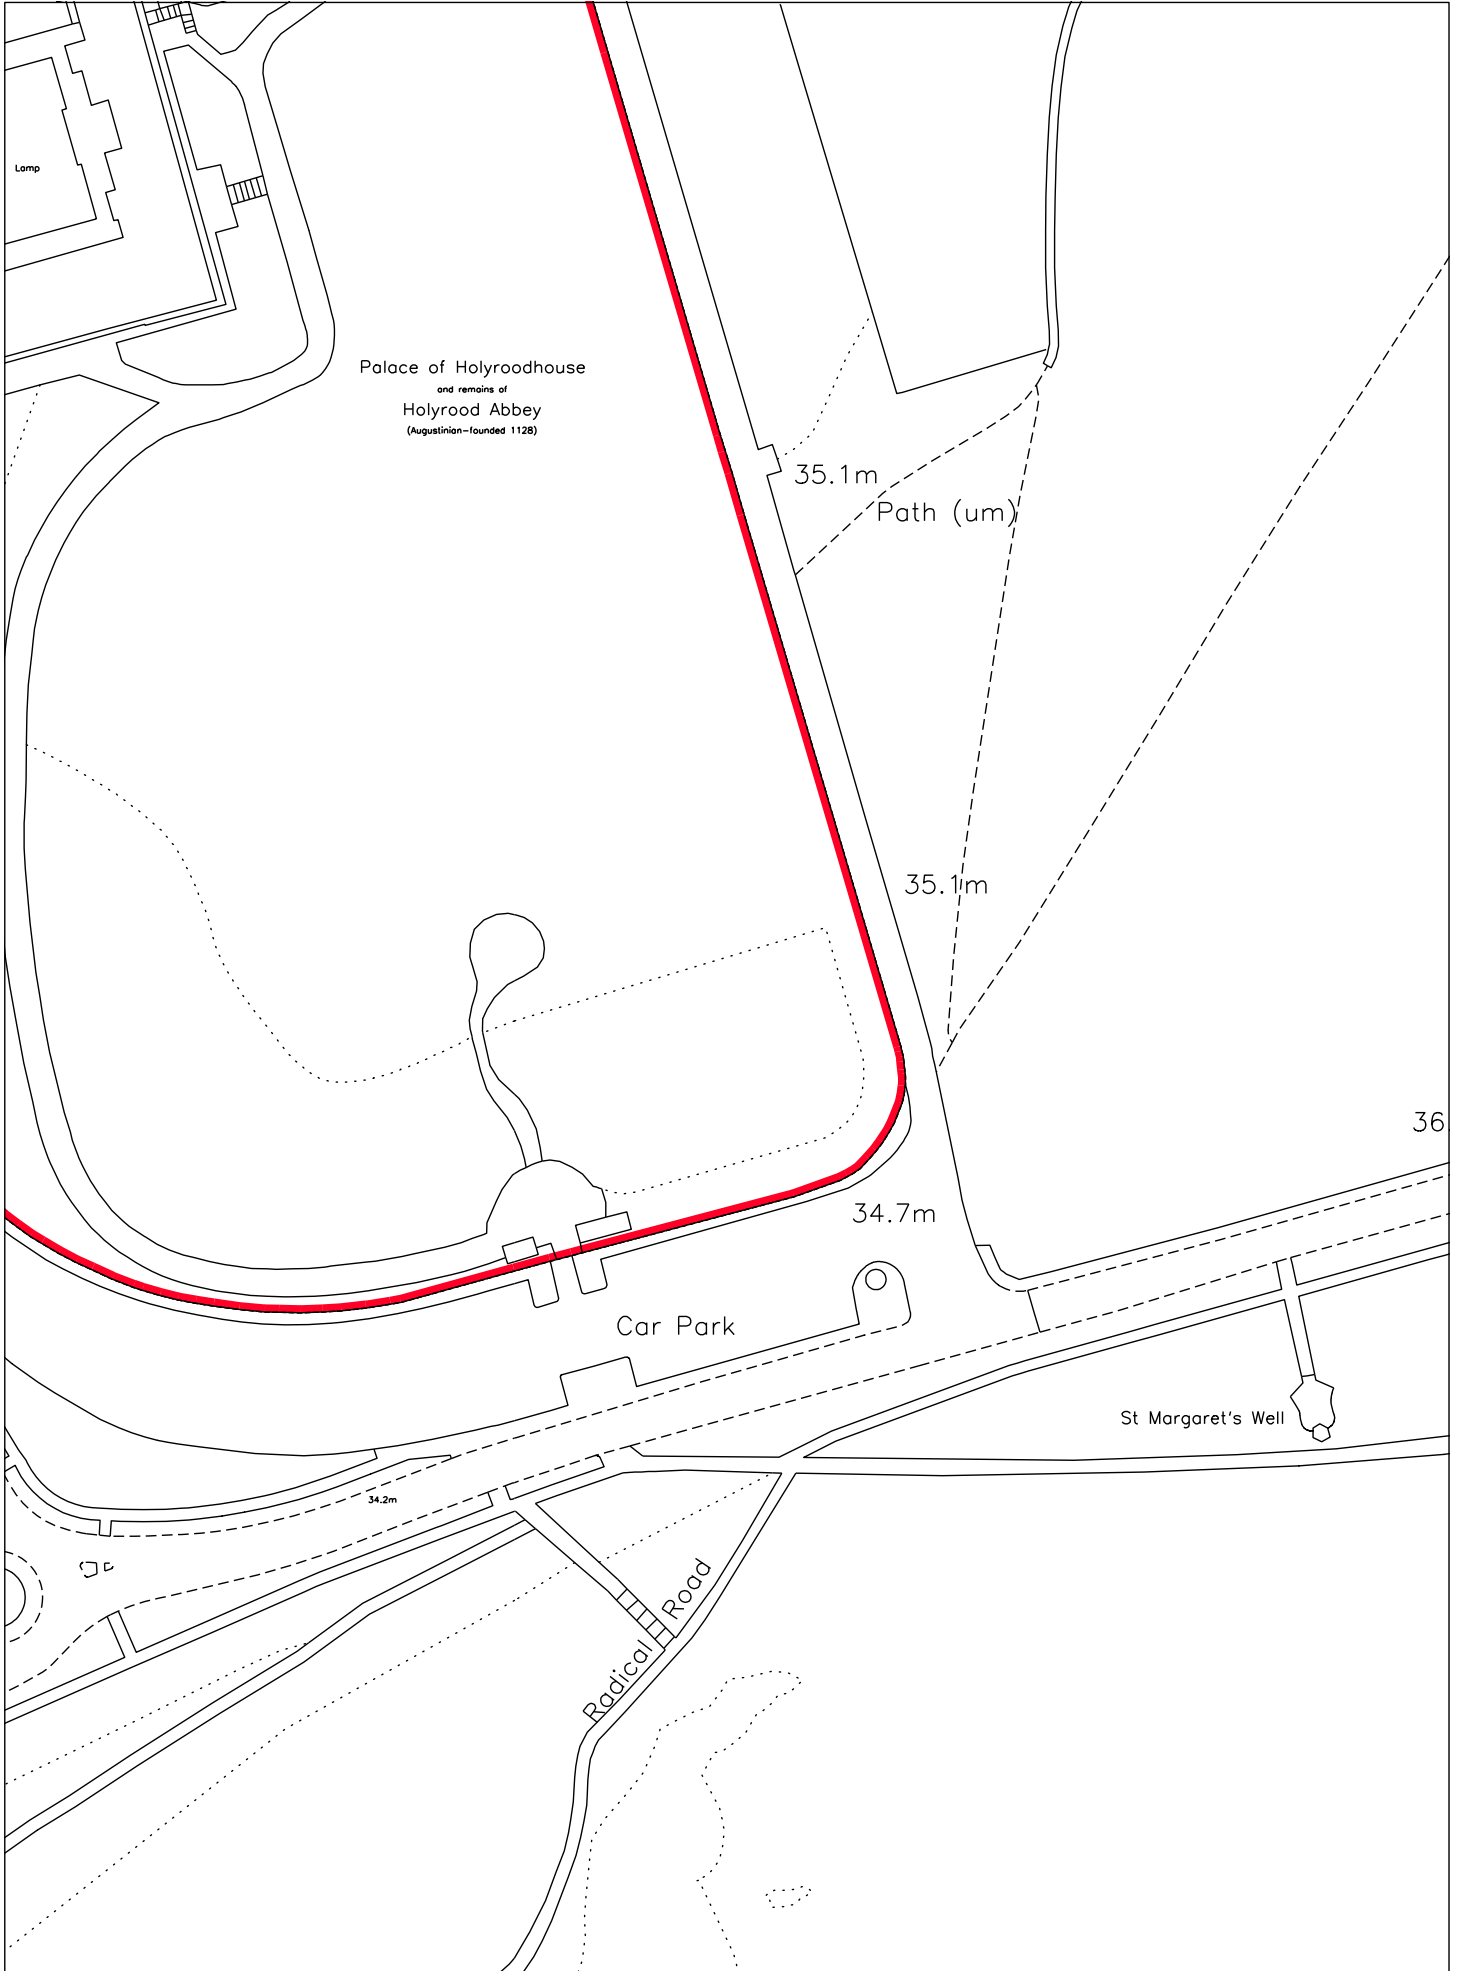 Lamp
Palace of Holyroodhouse
and remains of
Holyrood Abbey
(Augustinian-founded 1128)
35.1m
Path (um)
35.1m
36.
34.7m
Car Park
St Margaret's Well
34.2m
Radical Road